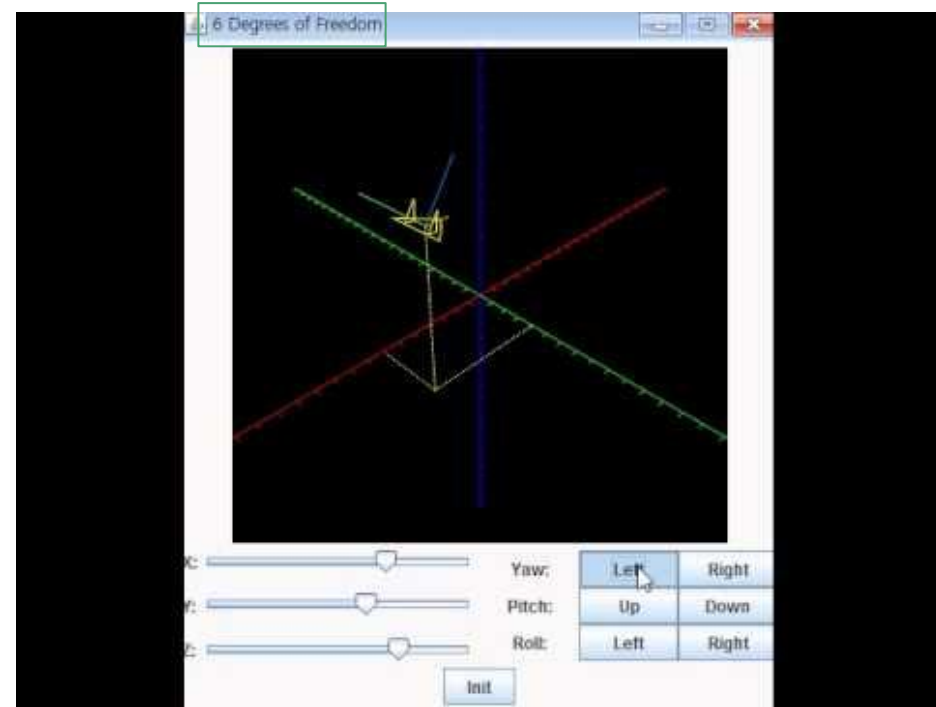 6 Degrees of Freedom
X:
Yaw: Left Right
Y:
Pitch: Up Down
Z:
Roll: Left Right
Init